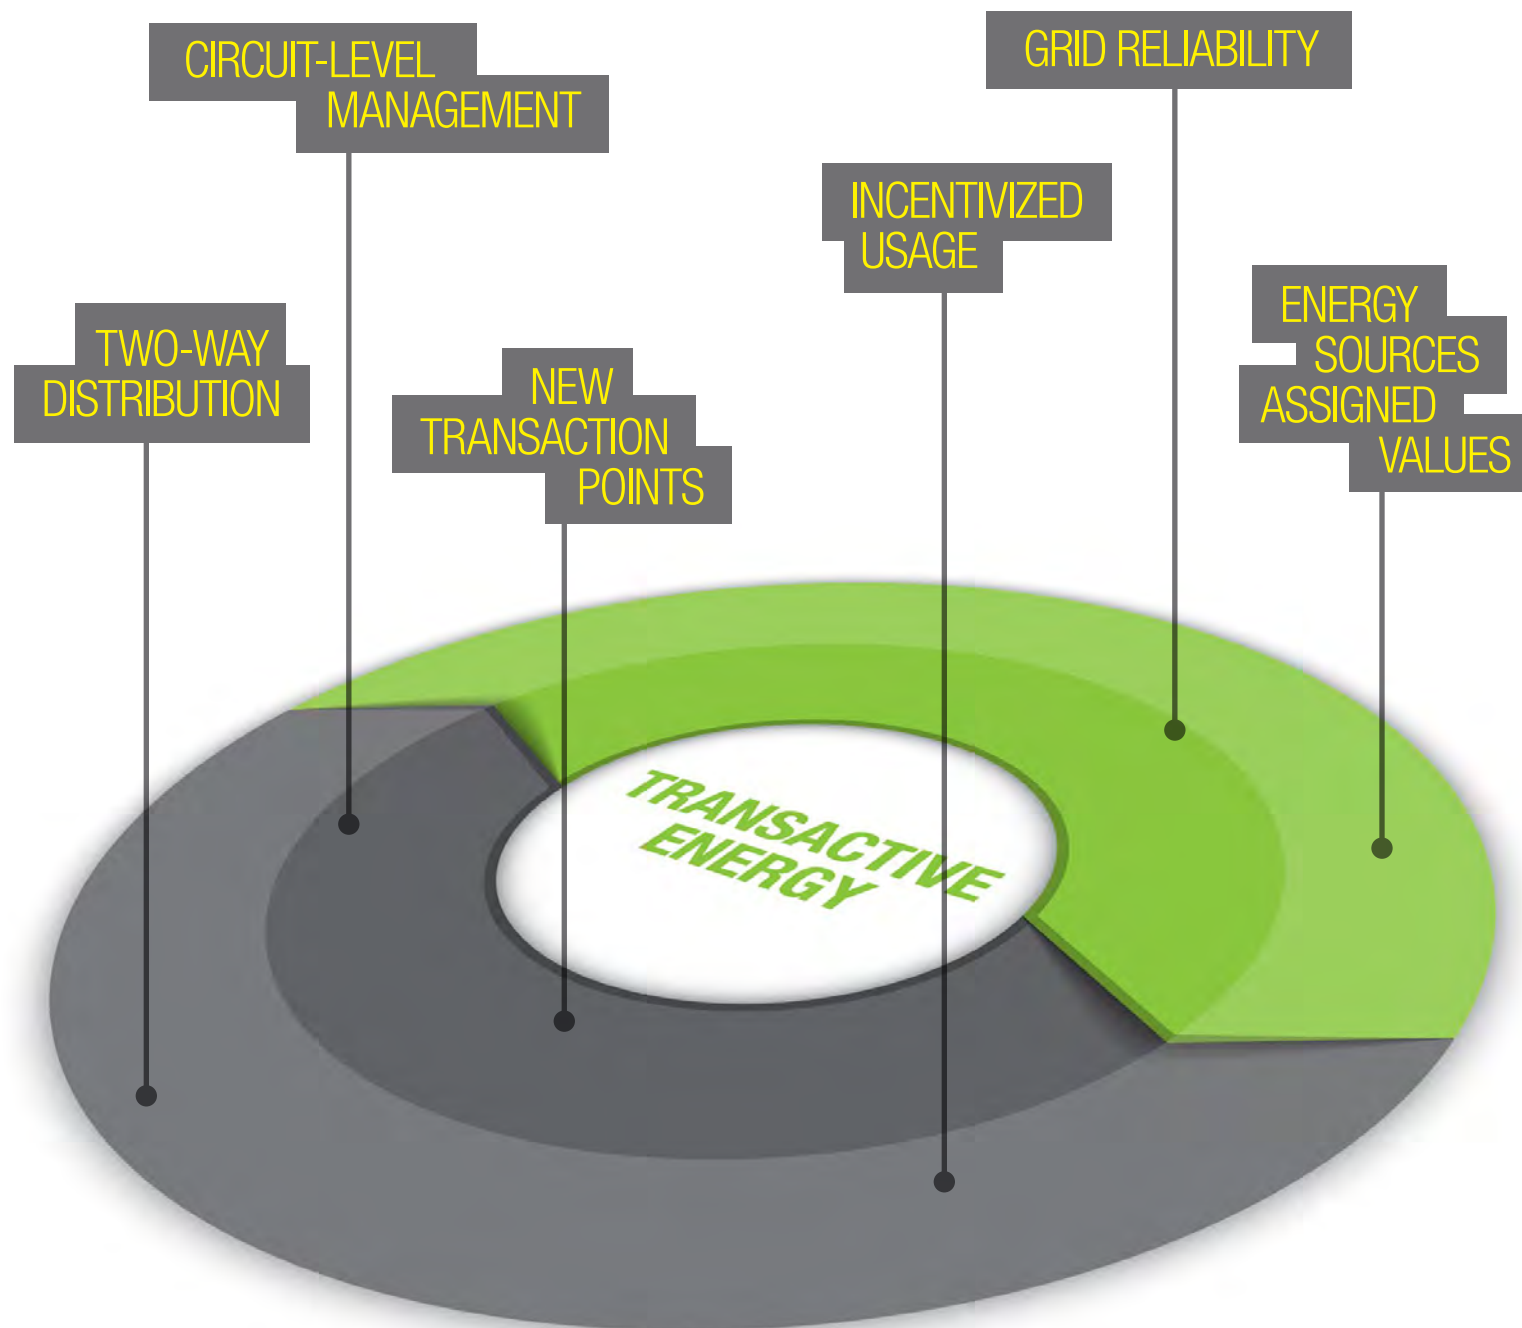 CIRCUIT-LEVEL
MANAGEMENT
GRID RELIABILITY
INCENTIVIZED
USAGE
ENERGY
SOURCES
ASSIGNED
VALUES
TWO-WAY
DISTRIBUTION
NEW
TRANSACTION
POINTS
TRANSACTIVE
ENERGY